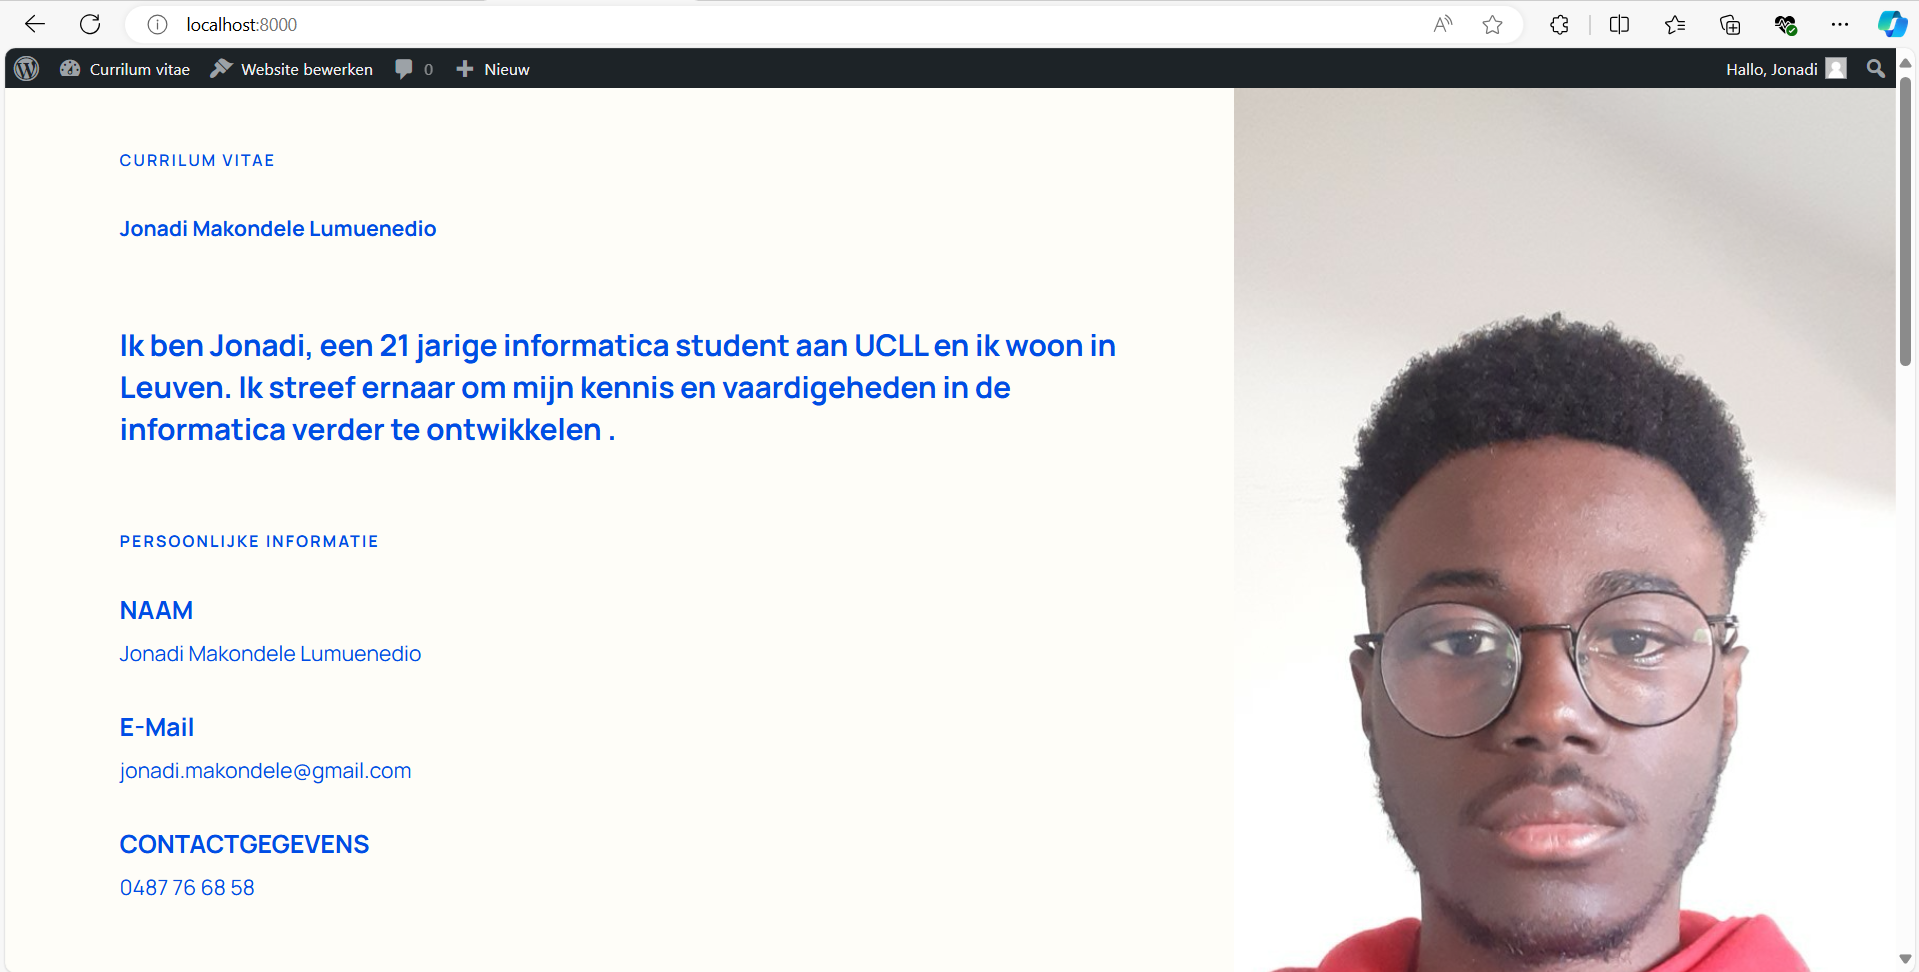 localhost:8000
Currilum vitae Website bewerken 0 Nieuw Hallo, Jonadi
CURRILUM VITAE
Jonadi Makondele Lumuenedio
Ik ben Jonadi, een 21 jarige informatica student aan UCLL en ik woon in
Leuven. Ik streef ernaar om mijn kennis en vaardigeheden in de
informatica verder te ontwikkelen .
PERSOONLIJKE INFORMATIE
NAAM
Jonadi Makondele Lumuenedio
E-Mail
jonadi.makondele@gmail.com
CONTACTGEGEVENS
0487 76 68 58